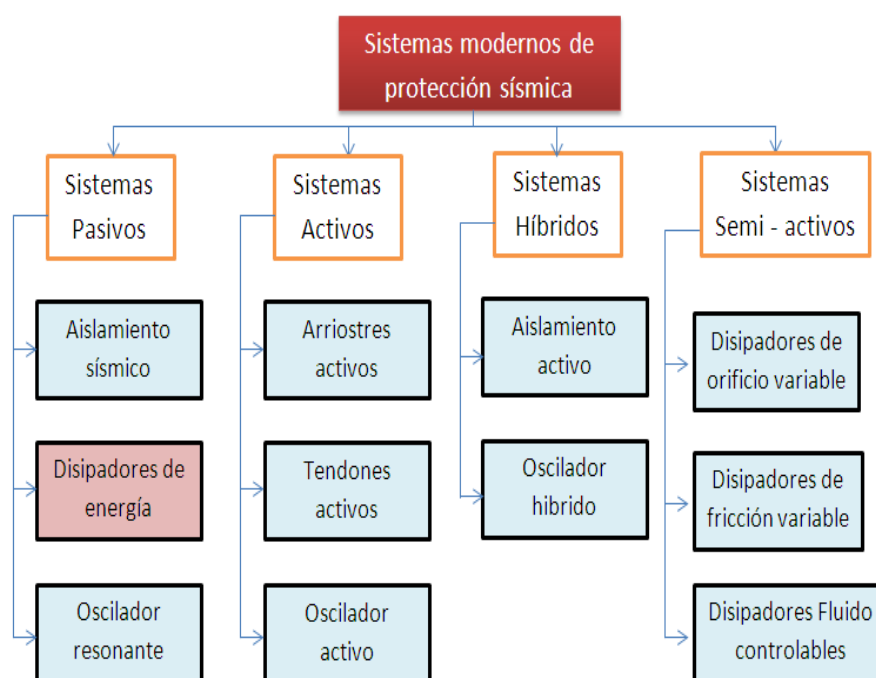 Sistemas modernos de
protección sísmica
Sistemas
Pasivos
Aislamiento
sísmico
Disipadores de
energía
Oscilador
resonante
Sistemas
Activos
Arriostres
activos
Tendones
activos
Oscilador
activo
Sistemas
Híbridos
Aislamiento
activo
Oscilador
hibrido
Sistemas
Semi - activos
Disipadores de
orificio variable
Disipadores de
fricción variable
Disipadores Fluido
controlables